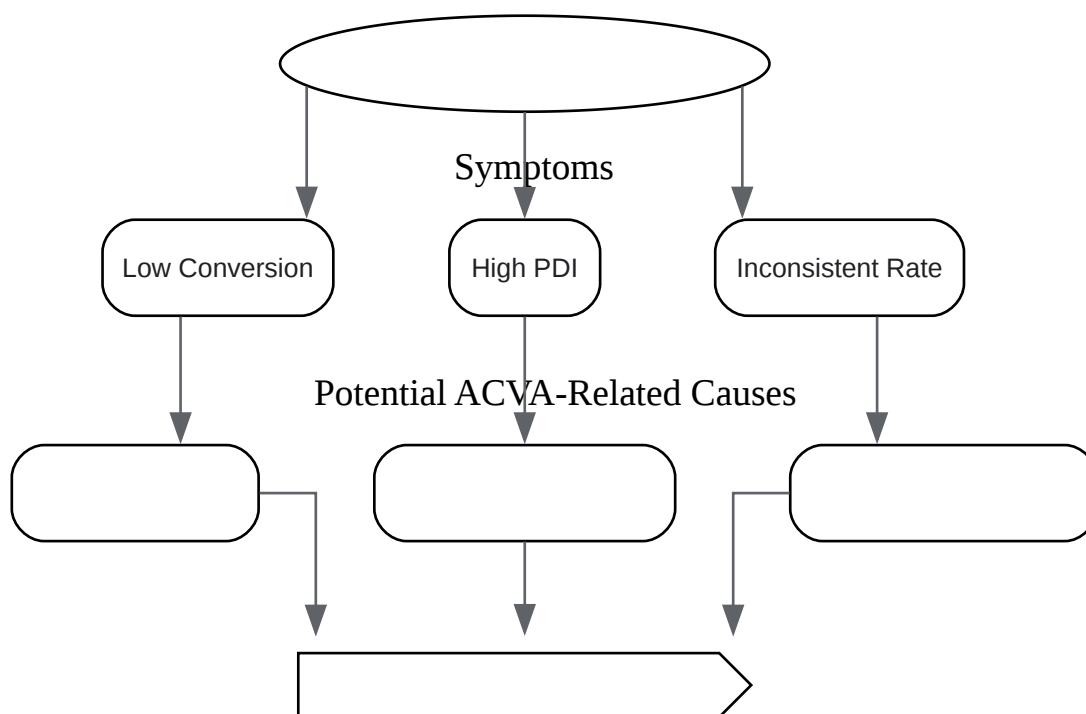 Symptoms
Low Conversion
High PDI
Inconsistent Rate
Potential ACVA-Related Causes